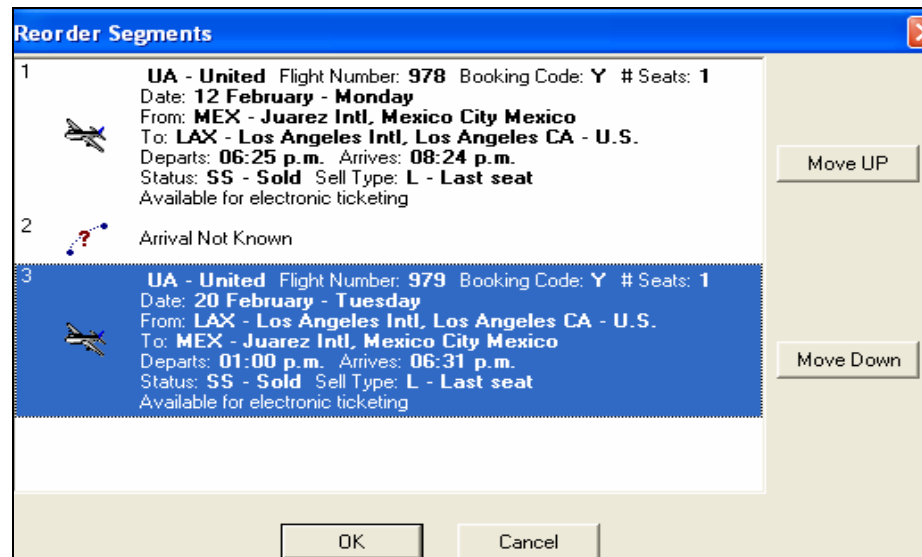 Reorder Segments
1
UA - United Flight Number: 978 Booking Code: Y # Seats: 1
Date: 12 February - Monday
From: MEX - Juarez Intl, Mexico City Mexico
To: LAX - Los Angeles Intl, Los Angeles CA - U.S.
Departs: 06:25 p.m. Arrives: 08:24 p.m.
Status: SS - Sold Sell Type: L - Last seat
Available for electronic ticketing
Move UP
2
?
Arrival Not Known
3
UA - United Flight Number: 979 Booking Code: Y # Seats: 1
Date: 20 February - Tuesday
From: LAX - Los Angeles Intl, Los Angeles CA - U.S.
To: MEX - Juarez Intl, Mexico City Mexico
Departs: 01:00 p.m. Arrives: 06:31 p.m.
Status: SS - Sold Sell Type: L - Last seat
Available for electronic ticketing
Move Down
OK
Cancel